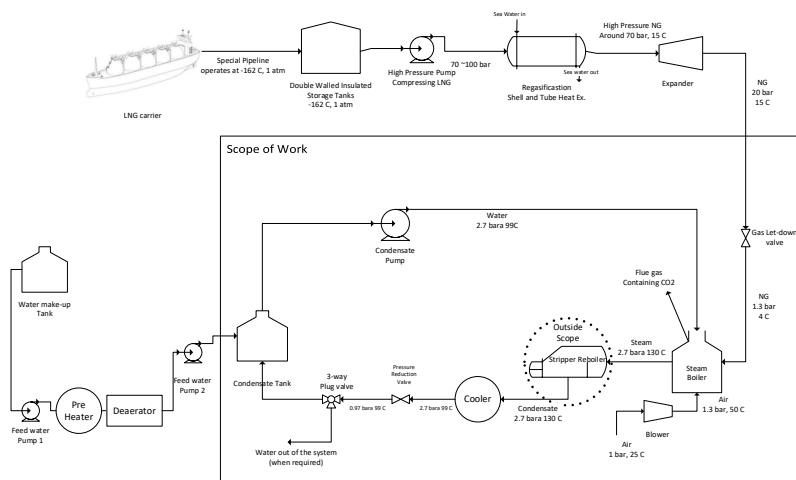 Sea Water in
High Pressure NG
Around 70 bar, 15 C
Special Pipeline
operates at -162 C, 1 atm
70 ~100 bar
High Pressure Pump
Compressing LNG
Sea water out
Double Walled Insulated
Storage Tanks
-162 C, 1 atm
Regasificastion
Shell and Tube Heat Ex.
Expander
NG
20 bar
15 C
LNG carrier
Scope of Work
Water
2.7 bara 99C
Condensate
Pump
Gas Let-down
valve
Water make-up
Tank
Flue gas
Containing CO2
NG
1.3 bar
4 C
Outside
Scope
Stripper Reboiler
Steam
2.7 bara 130 C
Steam
Boiler
Feed water
Pump 2
Condensate Tank
3-way
Plug valve
Pressure
Reduction
Valve
Pre
Heater
Deaerator
Cooler
0.97 bara 99 C
2.7 bara 99 C
Condensate
2.7 bara 130 C
Air
1.3 bar, 50 C
Feed water
Pump 1
Blower
Water out of the system
(when required)
Air
1 bar, 25 C